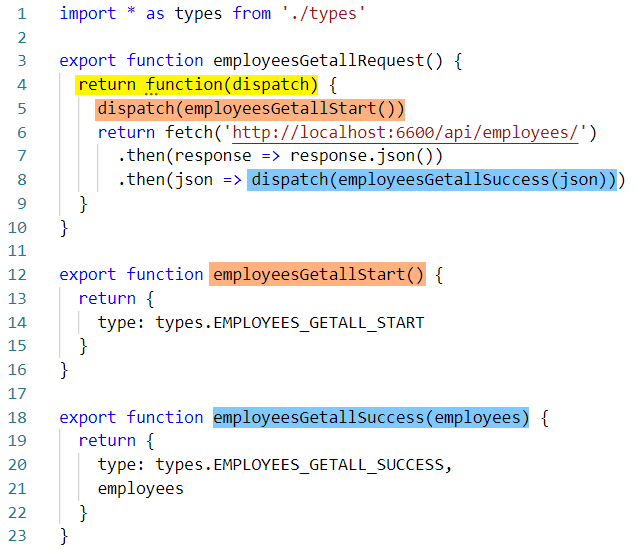 1 import * as types from './types'
2
3 export function employeesGetallRequest() {
4   return function(dispatch) {
5     dispatch(employeesGetallStart())
6     return fetch('http://localhost:6600/api/employees/')
7       .then(response => response.json())
8       .then(json => dispatch(employeesGetallSuccess(json)))
9   }
10 }
11
12 export function employeesGetallStart() {
13   return {
14     type: types.EMPLOYEES_GETALL_START
15   }
16 }
17
18 export function employeesGetallSuccess(employees) {
19   return {
20     type: types.EMPLOYEES_GETALL_SUCCESS,
21     employees
22   }
23 }